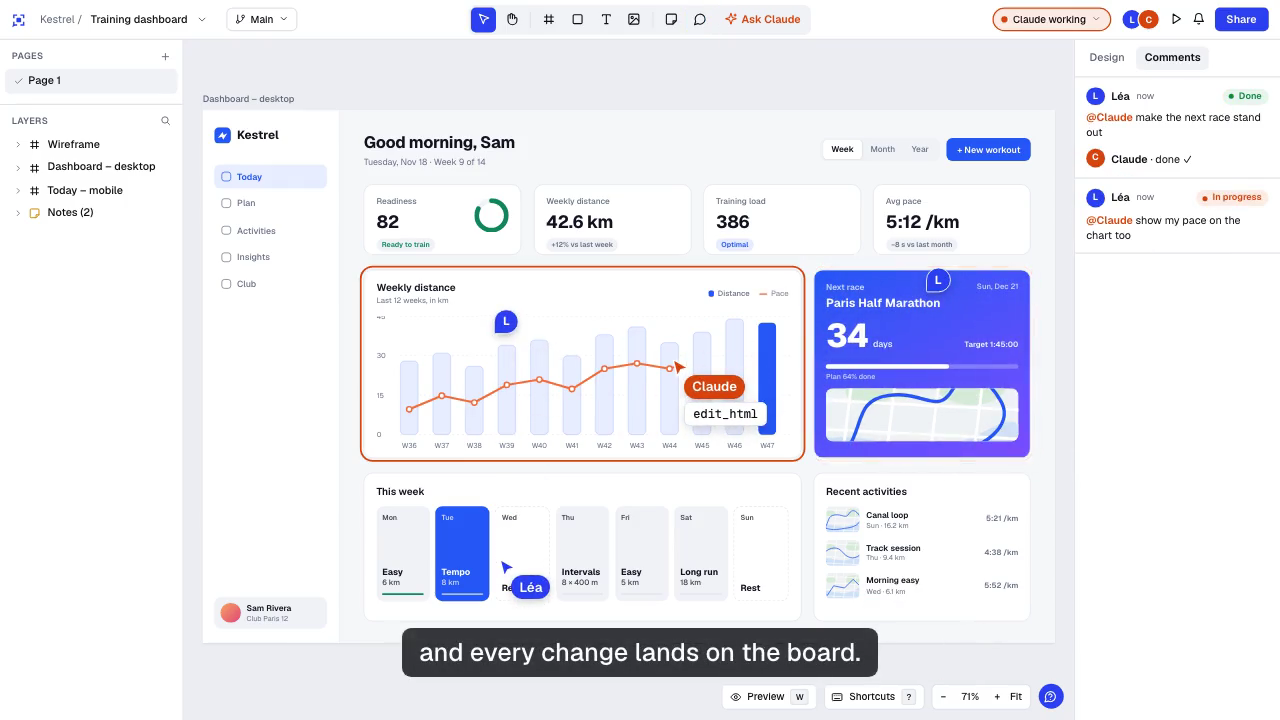 Kestrel / Training dashboard
Main
Ask Claude
Claude working
L
C
Share
PAGES
Page 1
LAYERS
Wireframe
Dashboard – desktop
Today – mobile
Notes (2)
Dashboard – desktop
Kestrel
Today
Plan
Activities
Insights
Club
Sam Rivera
Club Paris 12
Good morning, Sam
Tuesday, Nov 18 · Week 9 of 14
Week Month Year
+ New workout
Readiness
82
Ready to train
Weekly distance
42.6 km
+12% vs last week
Training load
386
Optimal
Avg pace
5:12 /km
−8 s vs last month
Weekly distance
Last 12 weeks, in km
Distance Pace
45
30
15
0
W36 W37 W38 W39 W40 W41 W42 W43 W44 W45 W46 W47
L
Claude
edit_html
Next race
Sun, Dec 21
L
Paris Half Marathon
34 days
Target 1:45:00
Plan 64% done
This week
Mon
Easy
6 km
Tue
Tempo
8 km
Wed
Léa
Thu
Intervals
8 × 400 m
Fri
Easy
5 km
Sat
Long run
18 km
Sun
Rest
Recent activities
Canal loop
Sun · 16.2 km
5:21 /km
Track session
Thu · 9.4 km
4:38 /km
Morning easy
Wed · 6.1 km
5:52 /km
and every change lands on the board.
Preview W
Shortcuts ?
− 71% + Fit
Design Comments
L Léa now Done
@Claude make the next race stand
out
C Claude · done ✓
L Léa now In progress
@Claude show my pace on the
chart too